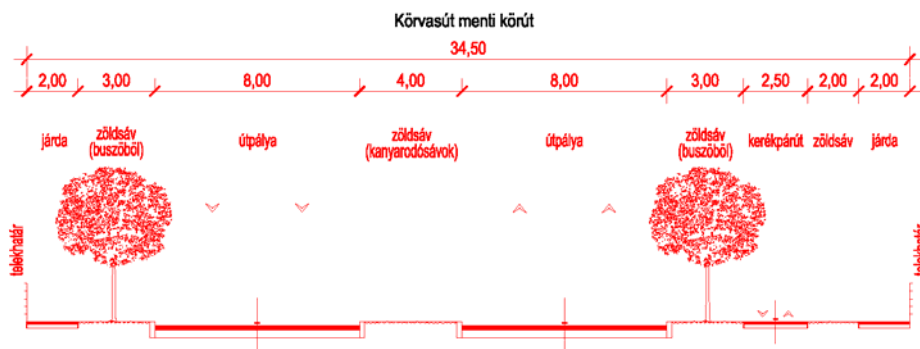 Körvasút menti körút
34,50
2,00 3,00 8,00 4,00 8,00 3,00 2,50 2,00 2,00
járda zöldsáv (buszöböl) útpálya zöldsáv (kanyarodósávok) útpálya zöldsáv (buszöböl) kerékpárút zöldsáv járda
telekhatár
telekhatár